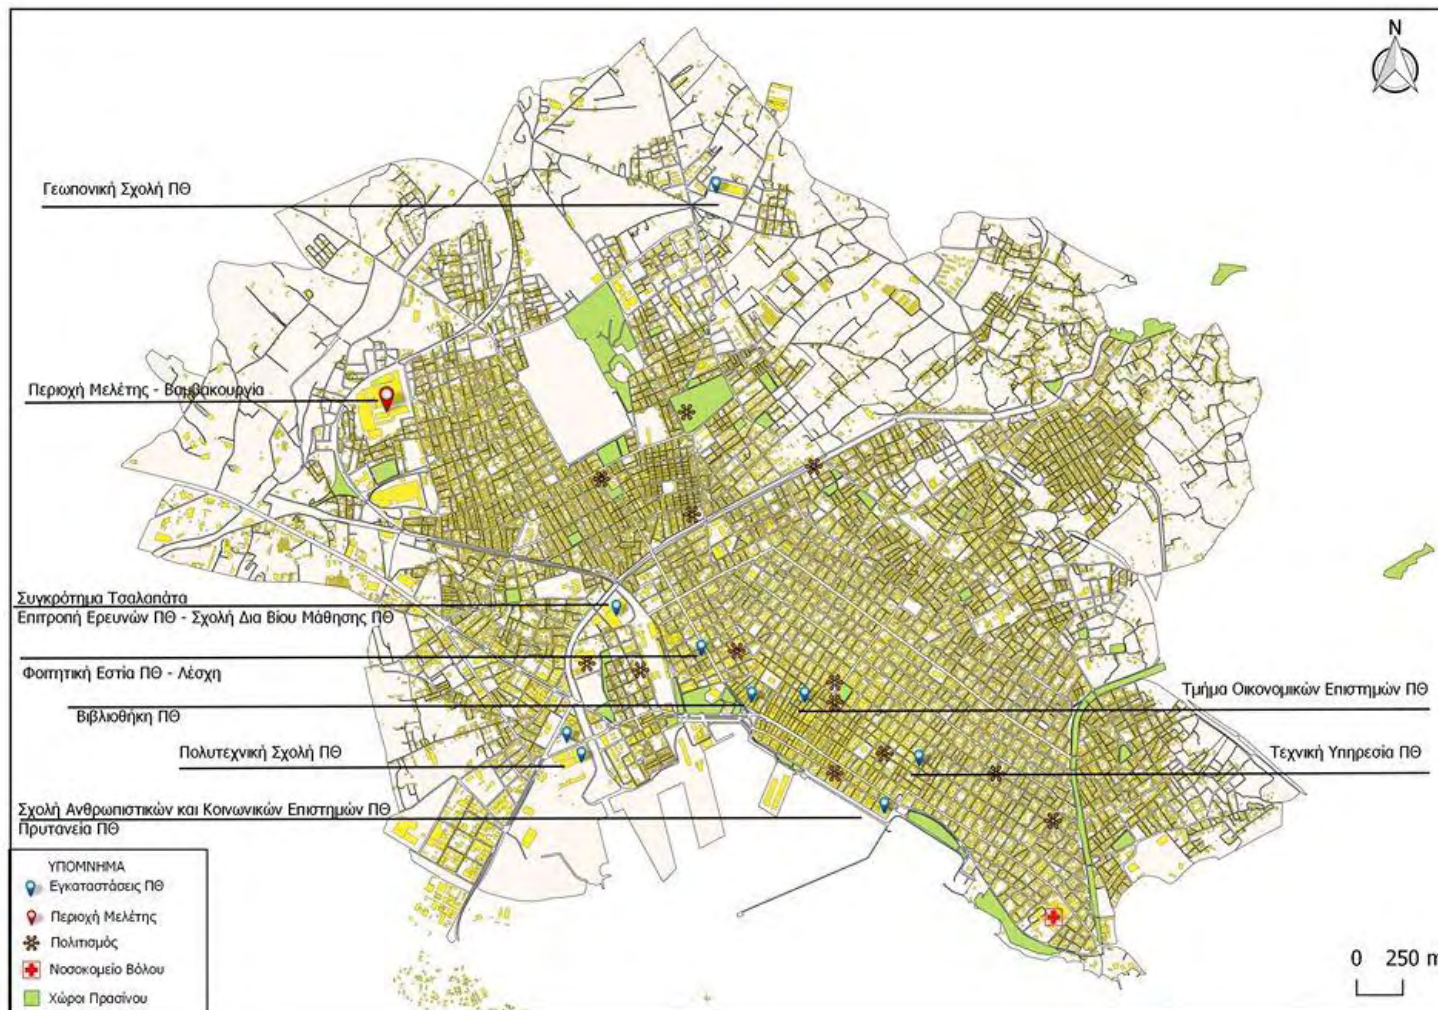 N
Γεωπονική Σχολή ΠΘ
Περιοχή Μελέτης - Βαμβακουργία
Συγκρότημα Τσαλαπάτα
Επιτροπή Ερευνών ΠΘ - Σχολή Δια Βίου Μάθησης ΠΘ
Φοιτητική Εστία ΠΘ - Λέσχη
Βιβλιοθήκη ΠΘ
Τμήμα Οικονομικών Επιστημών ΠΘ
Πολυτεχνική Σχολή ΠΘ
Τεχνική Υπηρεσία ΠΘ
Σχολή Ανθρωπιστικών και Κοινωνικών Επιστημών ΠΘ
Πρυτανεία ΠΘ
ΥΠΟΜΝΗΜΑ
Εγκαταστάσεις ΠΘ
Περιοχή Μελέτης
Πολιτισμός
Νοσοκομείο Βόλου
Χώροι Πρασίνου
0 250 m